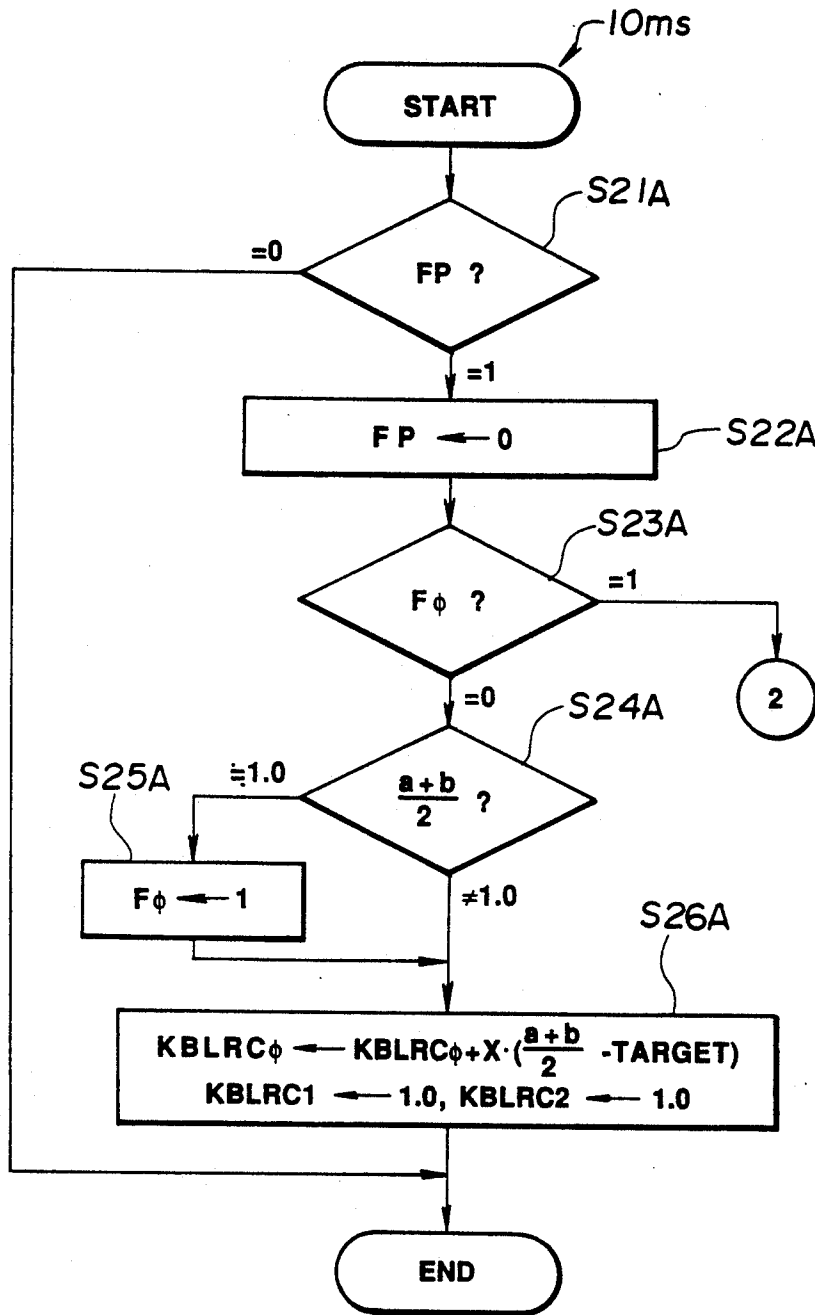 10ms
START
S21A
=0
FP ?
=1
FP ← 0
S22A
S23A
Fφ ?
=1
2
=0
S24A
S25A
≒1.0
a+b
2 ?
Fφ ← 1
≠1.0
S26A
KBLRCφ ← KBLRCφ+X·(a+b/2 -TARGET)
KBLRC1 ← 1.0, KBLRC2 ← 1.0
END